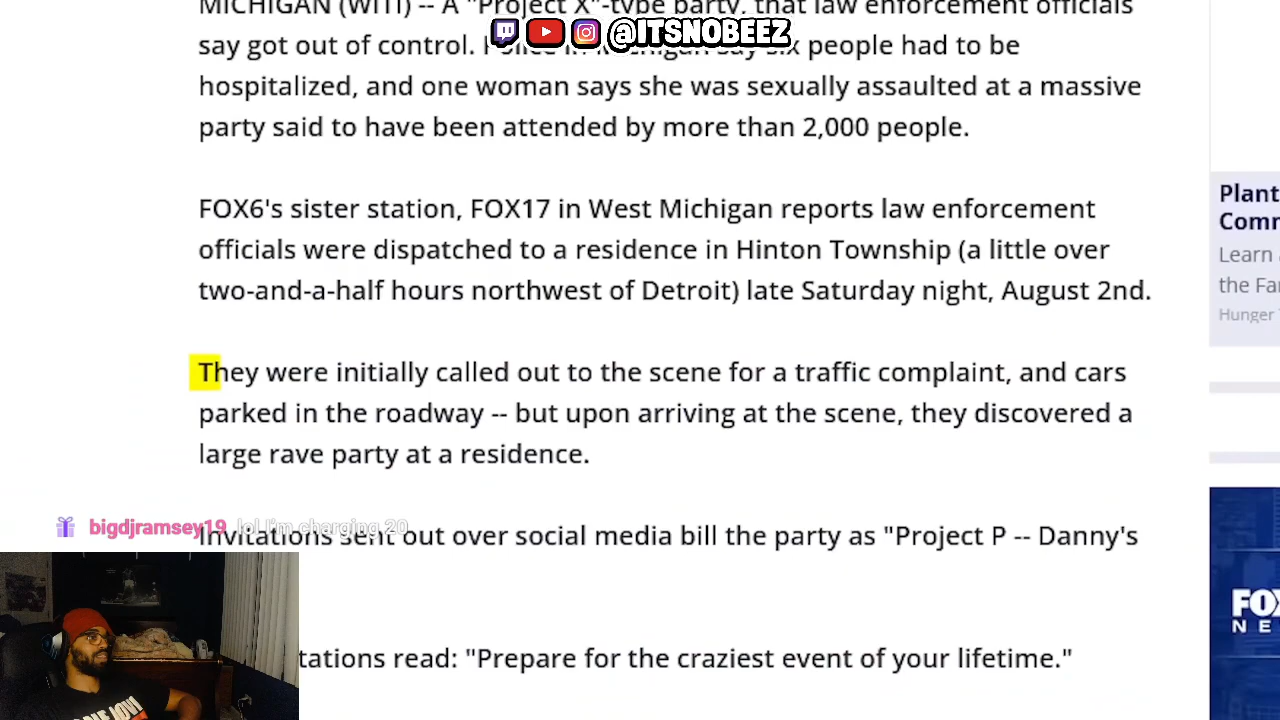 MICHIGAN (WITI) -- A "Project X"-type party, that law enforcement officials
@ITSNOBEEZ
say got out of control. Police in Michigan say six people had to be
hospitalized, and one woman says she was sexually assaulted at a massive
party said to have been attended by more than 2,000 people.
FOX6's sister station, FOX17 in West Michigan reports law enforcement
officials were dispatched to a residence in Hinton Township (a little over
two-and-a-half hours northwest of Detroit) late Saturday night, August 2nd.
They were initially called out to the scene for a traffic complaint, and cars
parked in the roadway -- but upon arriving at the scene, they discovered a
large rave party at a residence.
bigdjramsey19 lol I'm charging 20
Invitations sent out over social media bill the party as "Project P -- Danny's
tations read: "Prepare for the craziest event of your lifetime."
Plant
Comm
Learn
the Fa
Hunger
FOX
NE